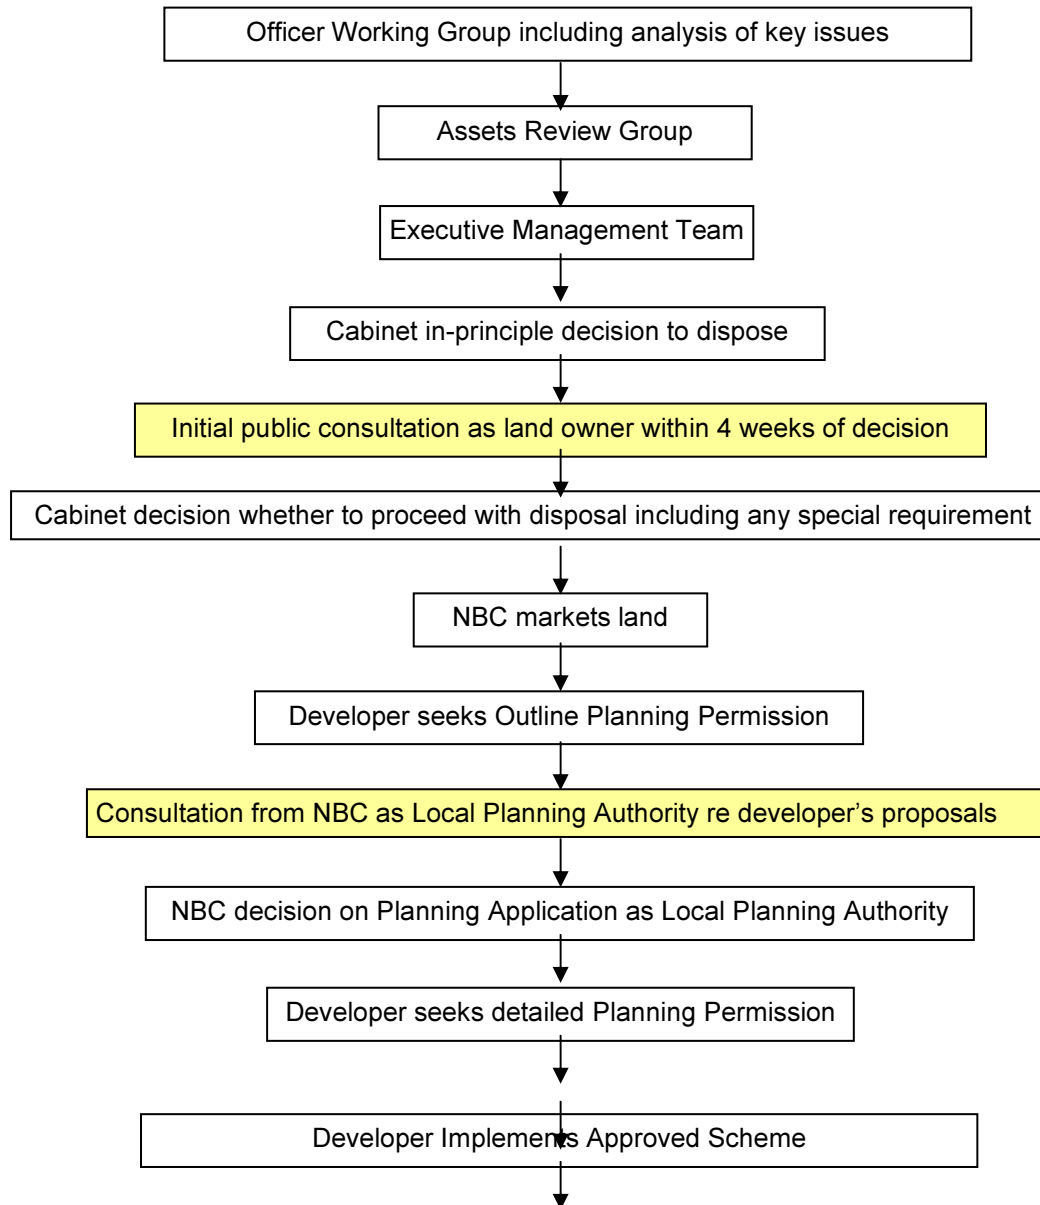 Officer Working Group including analysis of key issues
Assets Review Group
Executive Management Team
Cabinet in-principle decision to dispose
Initial public consultation as land owner within 4 weeks of decision
Cabinet decision whether to proceed with disposal including any special requirement
NBC markets land
Developer seeks Outline Planning Permission
Consultation from NBC as Local Planning Authority re developer’s proposals
NBC decision on Planning Application as Local Planning Authority
Developer seeks detailed Planning Permission
Developer Implements Approved Scheme